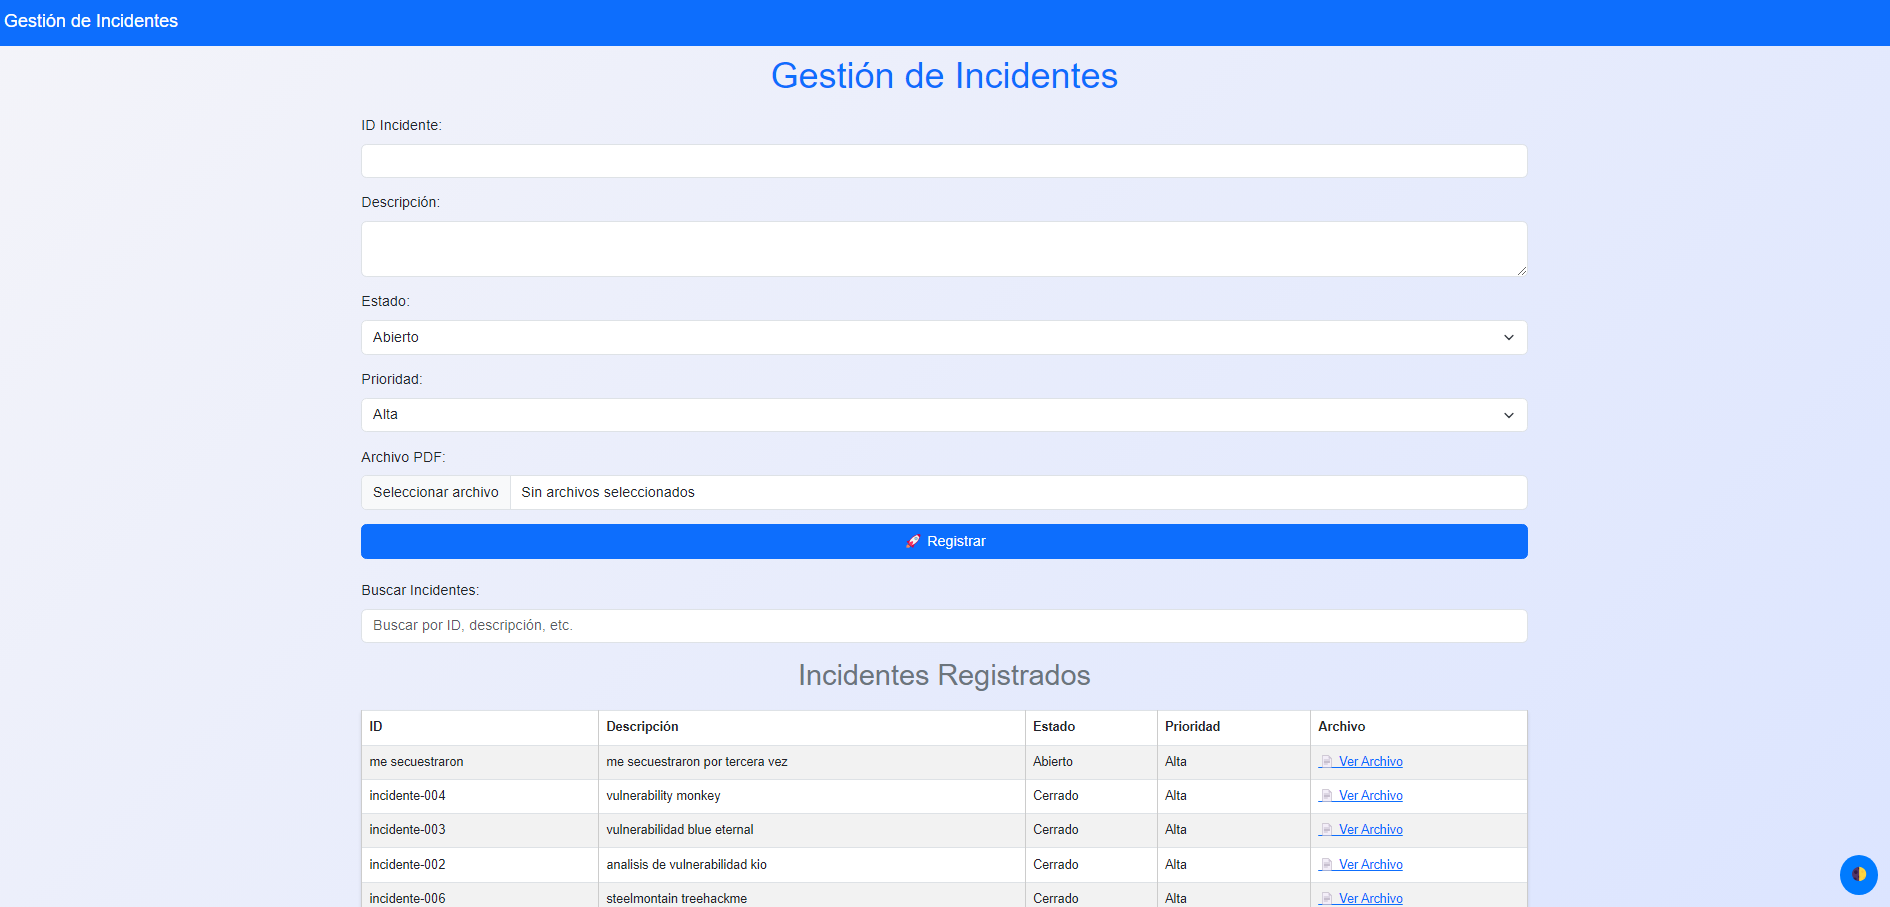 Gestión de Incidentes
Gestión de Incidentes
ID Incidente:
Descripción:
Estado:
Abierto
Prioridad:
Alta
Archivo PDF:
Seleccionar archivo Sin archivos seleccionados
Registrar
Buscar Incidentes:
Buscar por ID, descripción, etc.
Incidentes Registrados
ID Descripción Estado Prioridad Archivo
me secuestraron me secuestraron por tercera vez Abierto Alta Ver Archivo
incidente-004 vulnerability monkey Cerrado Alta Ver Archivo
incidente-003 vulnerabilidad blue eternal Cerrado Alta Ver Archivo
incidente-002 analisis de vulnerabilidad kio Cerrado Alta Ver Archivo
incidente-006 steelmontain treehackme Cerrado Alta Ver Archivo